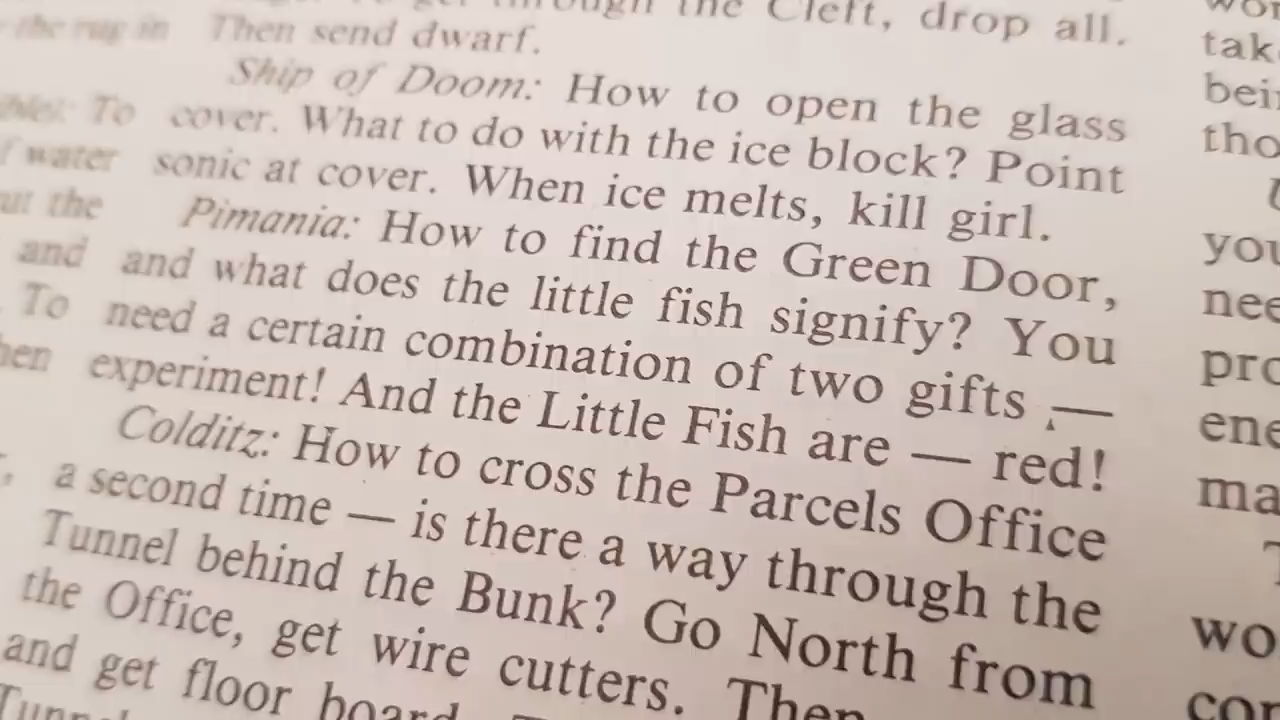 through the Cleft, drop all.
the rug in
Then send dwarf.
Ship of Doom: How to open the glass
To
cover. What to do with the ice block? Point
water
sonic at cover. When ice melts, kill girl.
the
Pimania: How to find the Green Door,
and
and what does the little fish signify? You
To
need a certain combination of two gifts —
experiment! And the Little Fish are — red!
Colditz: How to cross the Parcels Office
a second time — is there a way through the
Tunnel behind the Bunk? Go North from
the Office, get wire cutters. Then
and get floor board.